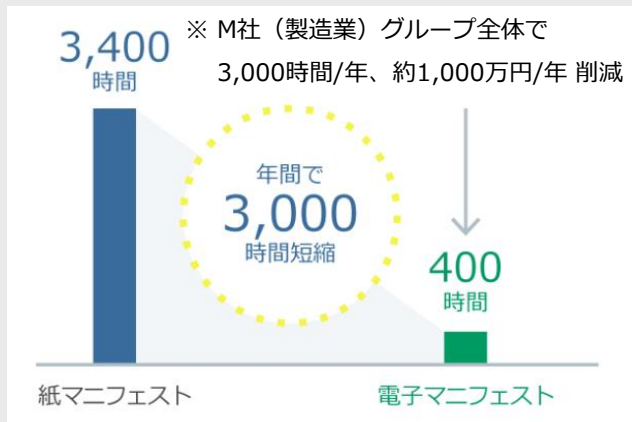 ※ M社（製造業）グループ全体で
3,000時間/年、約1,000万円/年 削減
3,400
時間
年間で
3,000
時間短縮
400
時間
紙マニフェスト
電子マニフェスト